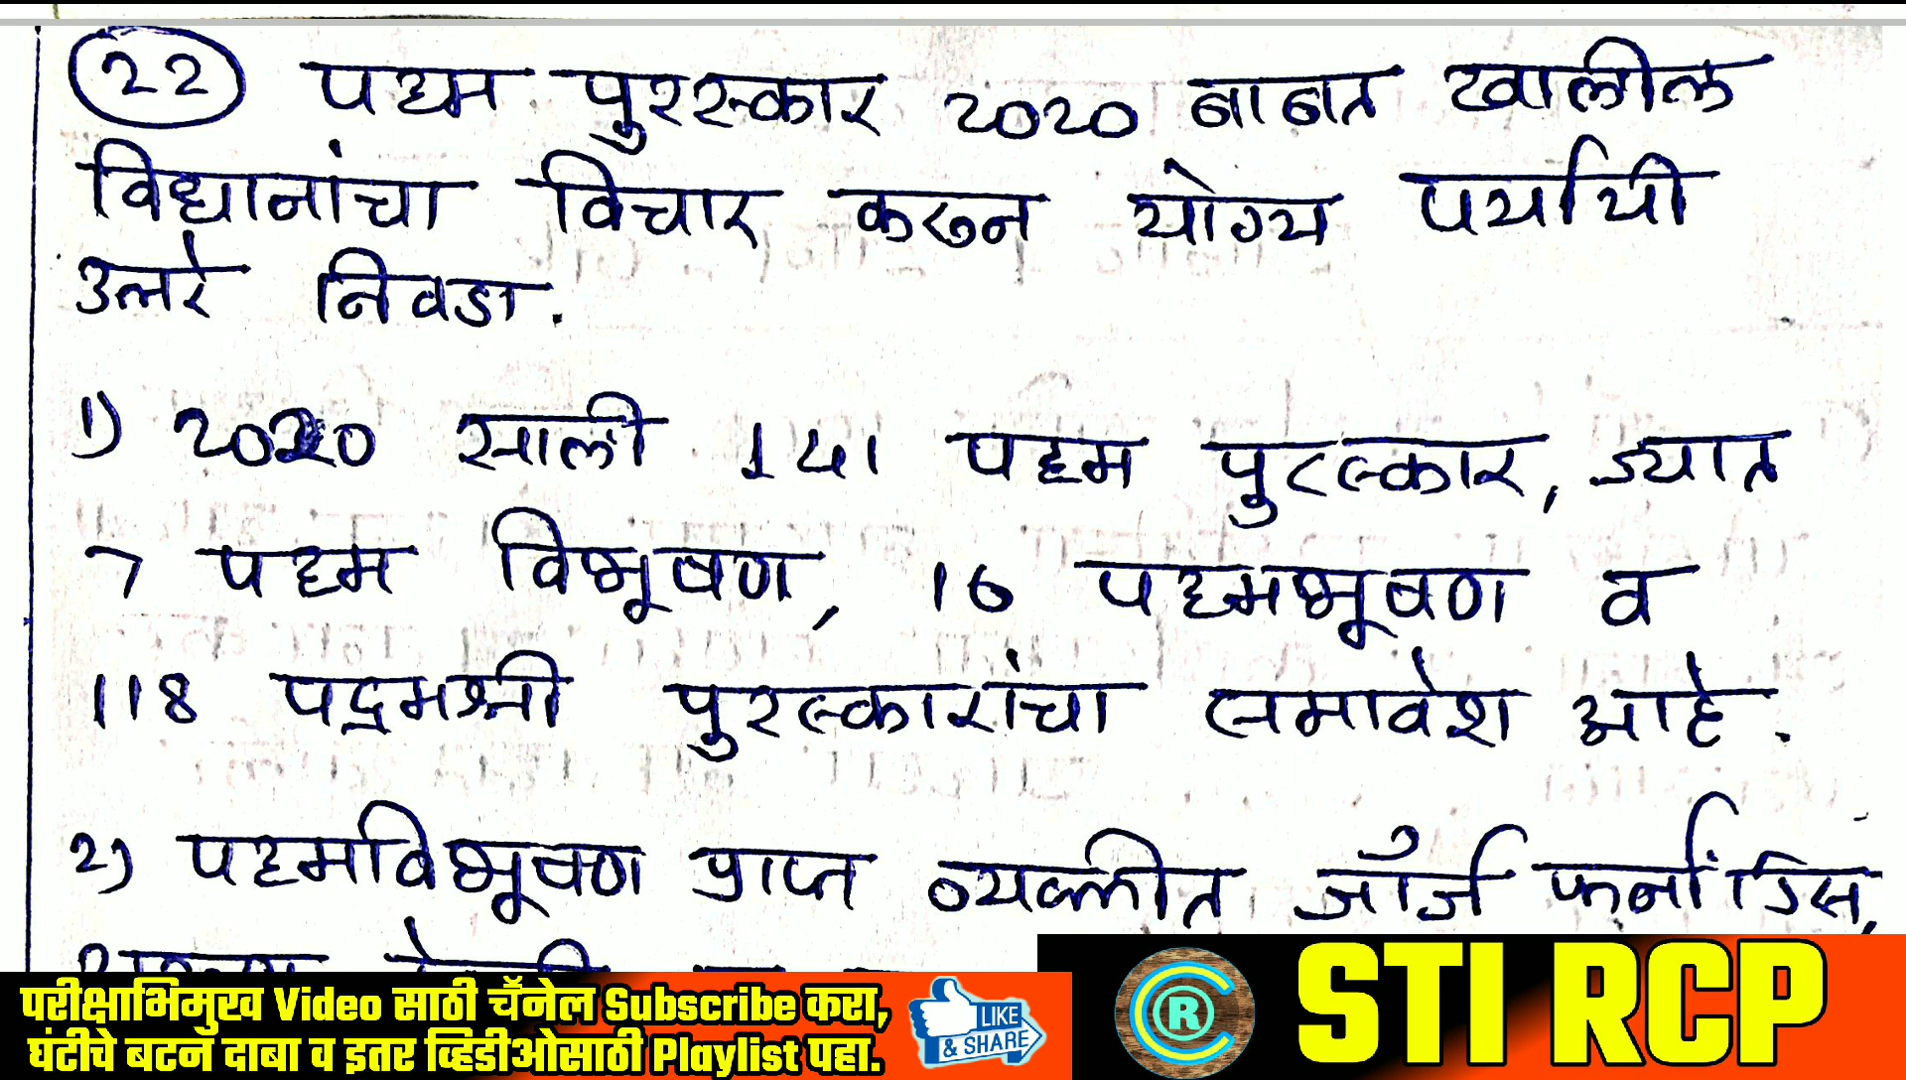 22 पद्म पुरस्कार 2020 बाबत खालील
विधानांचा विचार करून योग्य पर्यायी
उत्तरे निवडा.
1) 2020 साली 141 पद्म पुरस्कार, ज्यात
7 पद्म विभूषण, 16 पद्मभूषण व
118 पद्मश्री पुरस्कारांचा समावेश आहे.
2) पद्मविभूषण प्राप्त व्यक्तीत जॉर्ज फर्नांडिस,
परीक्षाभिमुख Video साठी चॅनेल Subscribe करा,
घंटीचे बटन दाबा व इतर व्हिडीओसाठी Playlist पहा.
LIKE
& SHARE
R
STI RCP